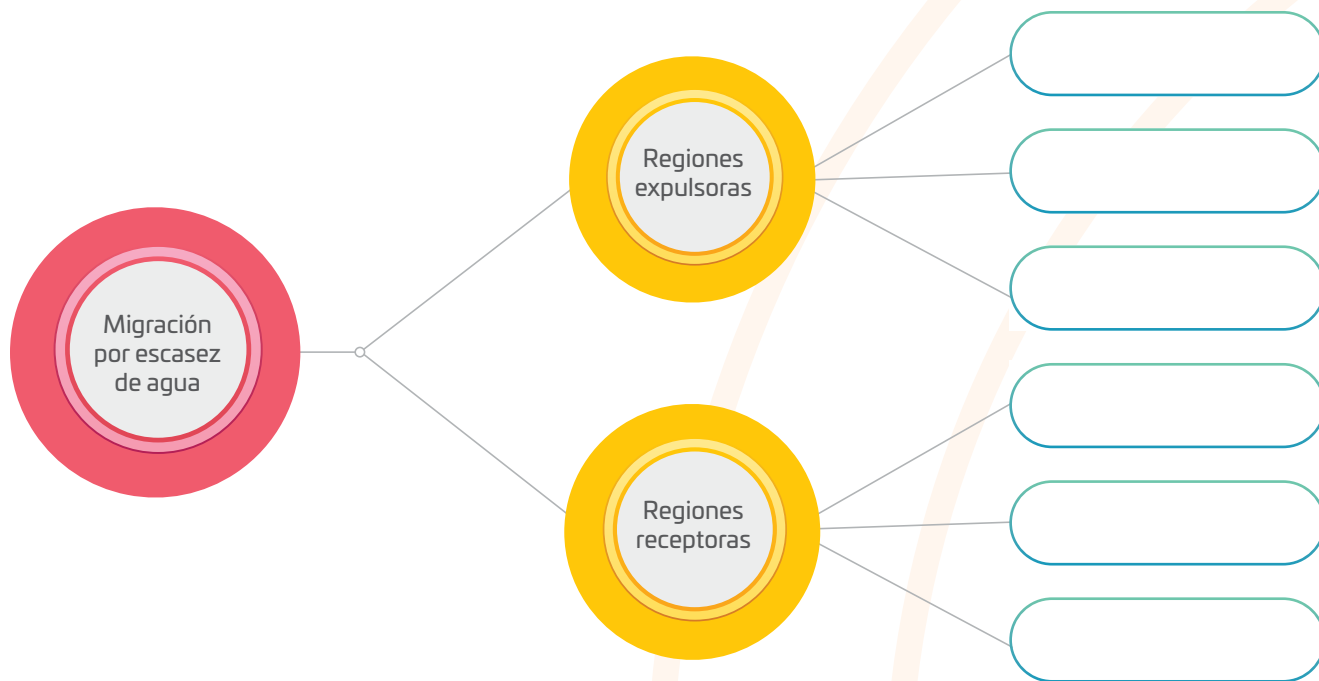 Regiones
expulsoras
Migración
por escasez
de agua
Regiones
receptoras